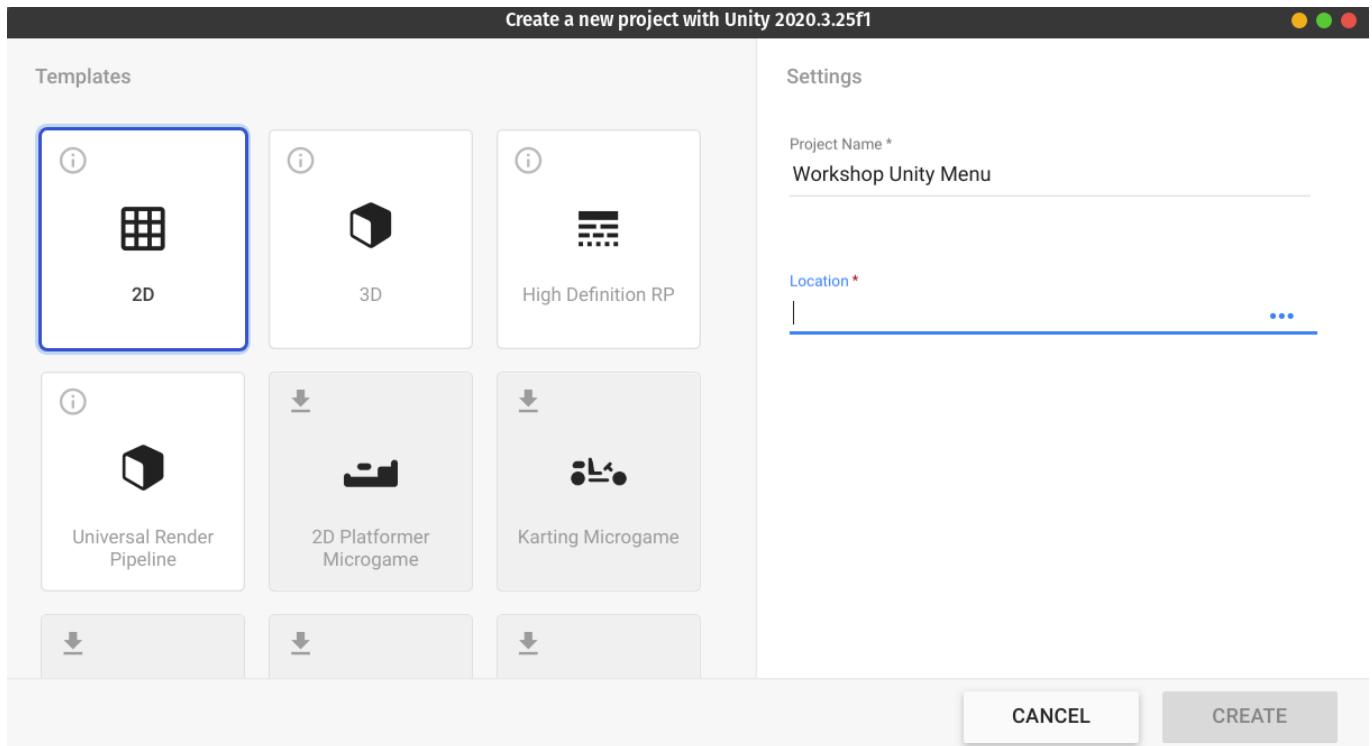 Create a new project with Unity 2020.3.25f1
Templates
2D
3D
High Definition RP
Universal Render
Pipeline
2D Platformer
Microgame
Karting Microgame
Settings
Project Name *
Workshop Unity Menu
Location *
CANCEL
CREATE